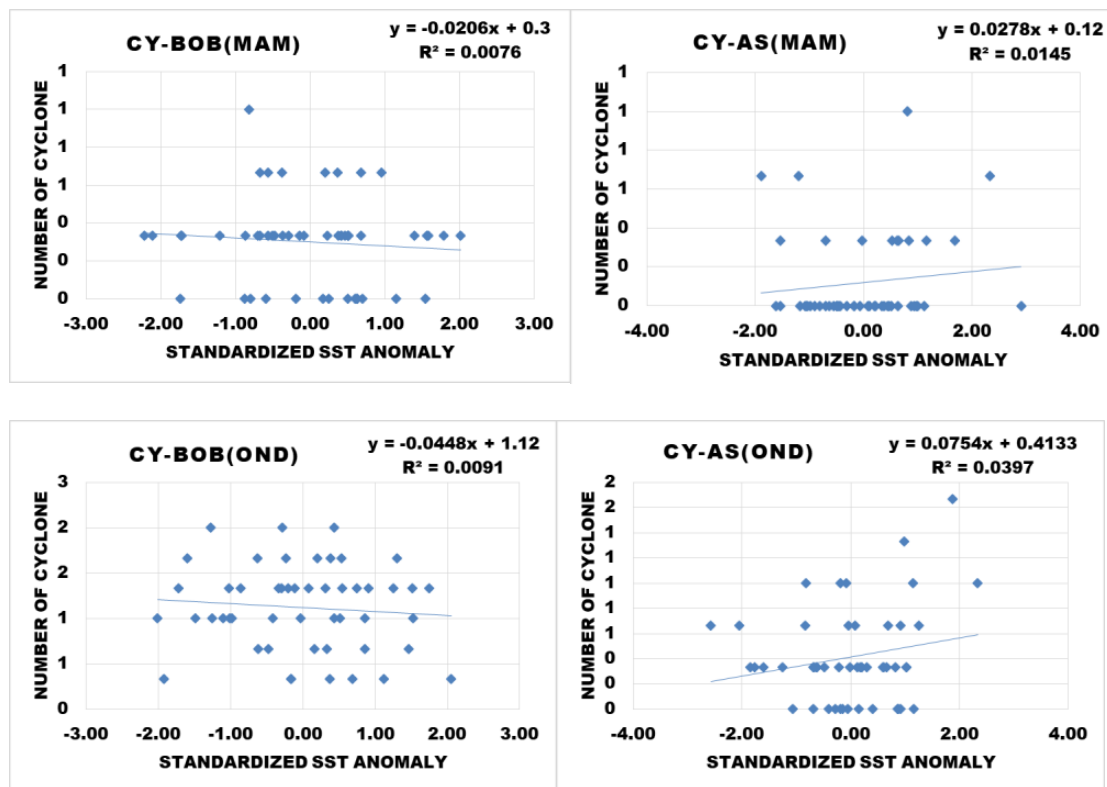 CY-BOB(MAM)
y = -0.0206x + 0.3
R² = 0.0076
NUMBER OF CYCLONE
1
1
1
0
0
0
-3.00 -2.00 -1.00 0.00 1.00 2.00 3.00
STANDARDIZED SST ANOMALY
CY-AS(MAM)
y = 0.0278x + 0.12
R² = 0.0145
NUMBER OF CYCLONE
1
1
1
1
0
0
0
-4.00 -2.00 0.00 2.00 4.00
STANDARDIZED SST ANOMALY
CY-BOB(OND)
y = -0.0448x + 1.12
R² = 0.0091
NUMBER OF CYCLONE
3
2
2
1
1
0
-3.00 -2.00 -1.00 0.00 1.00 2.00 3.00
STANDARDIZED SST ANOMALY
CY-AS(OND)
y = 0.0754x + 0.4133
R² = 0.0397
NUMBER OF CYCLONE
2
2
1
1
1
1
1
0
0
0
-4.00 -2.00 0.00 2.00 4.00
STANDARDIZED SST ANOMALY